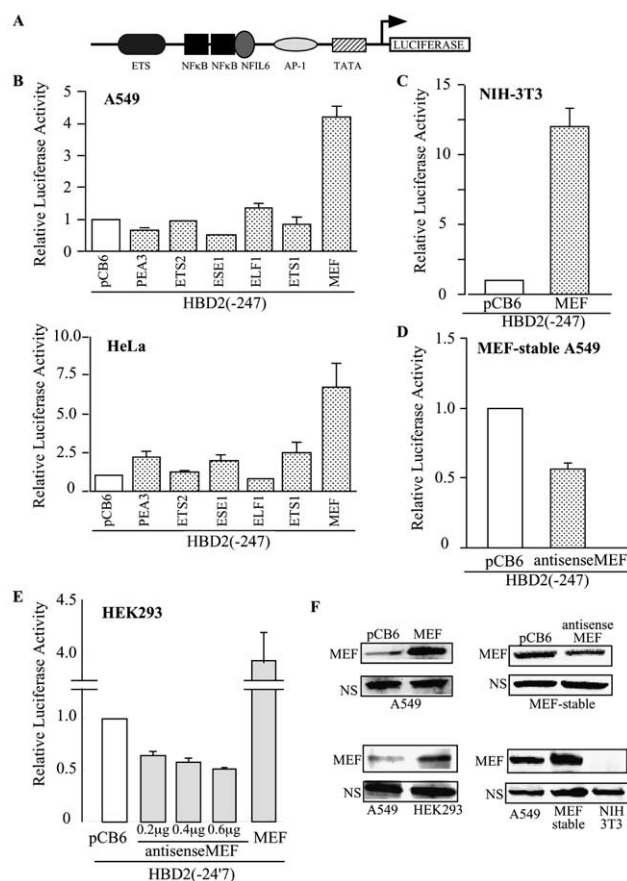 A
ETS
NFκB
NFκB
NFIL6
AP-1
TATA
LUCIFERASE
B
A549
Relative Luciferase Activity
5
4
3
2
1
0
pCB6
PEA3
ETS2
ESE1
ELF1
ETS1
MEF
HBD2(-247)
HeLa
Relative Luciferase Activity
10.0
7.5
5.0
2.5
0
pCB6
PEA3
ETS2
ESE1
ELF1
ETS1
MEF
HBD2(-247)
C
NIH-3T3
Relative Luciferase Activity
15
10
5
0
pCB6
MEF
HBD2(-247)
D
MEF-stable A549
Relative Luciferase Activity
1.5
1.0
0.5
0
pCB6
antisenseMEF
HBD2(-247)
E
HEK293
Relative Luciferase Activity
4.5
4.0
1.0
0.5
0
pCB6
0.2μg
0.4μg
0.6μg
antisenseMEF
MEF
HBD2(-24'7)
F
pCB6
MEF
MEF
NS
A549
antisense
pCB6
MEF
MEF
NS
MEF-stable
MEF
NS
A549
HEK293
MEF
NS
A549
MEF
stable
NIH
3T3